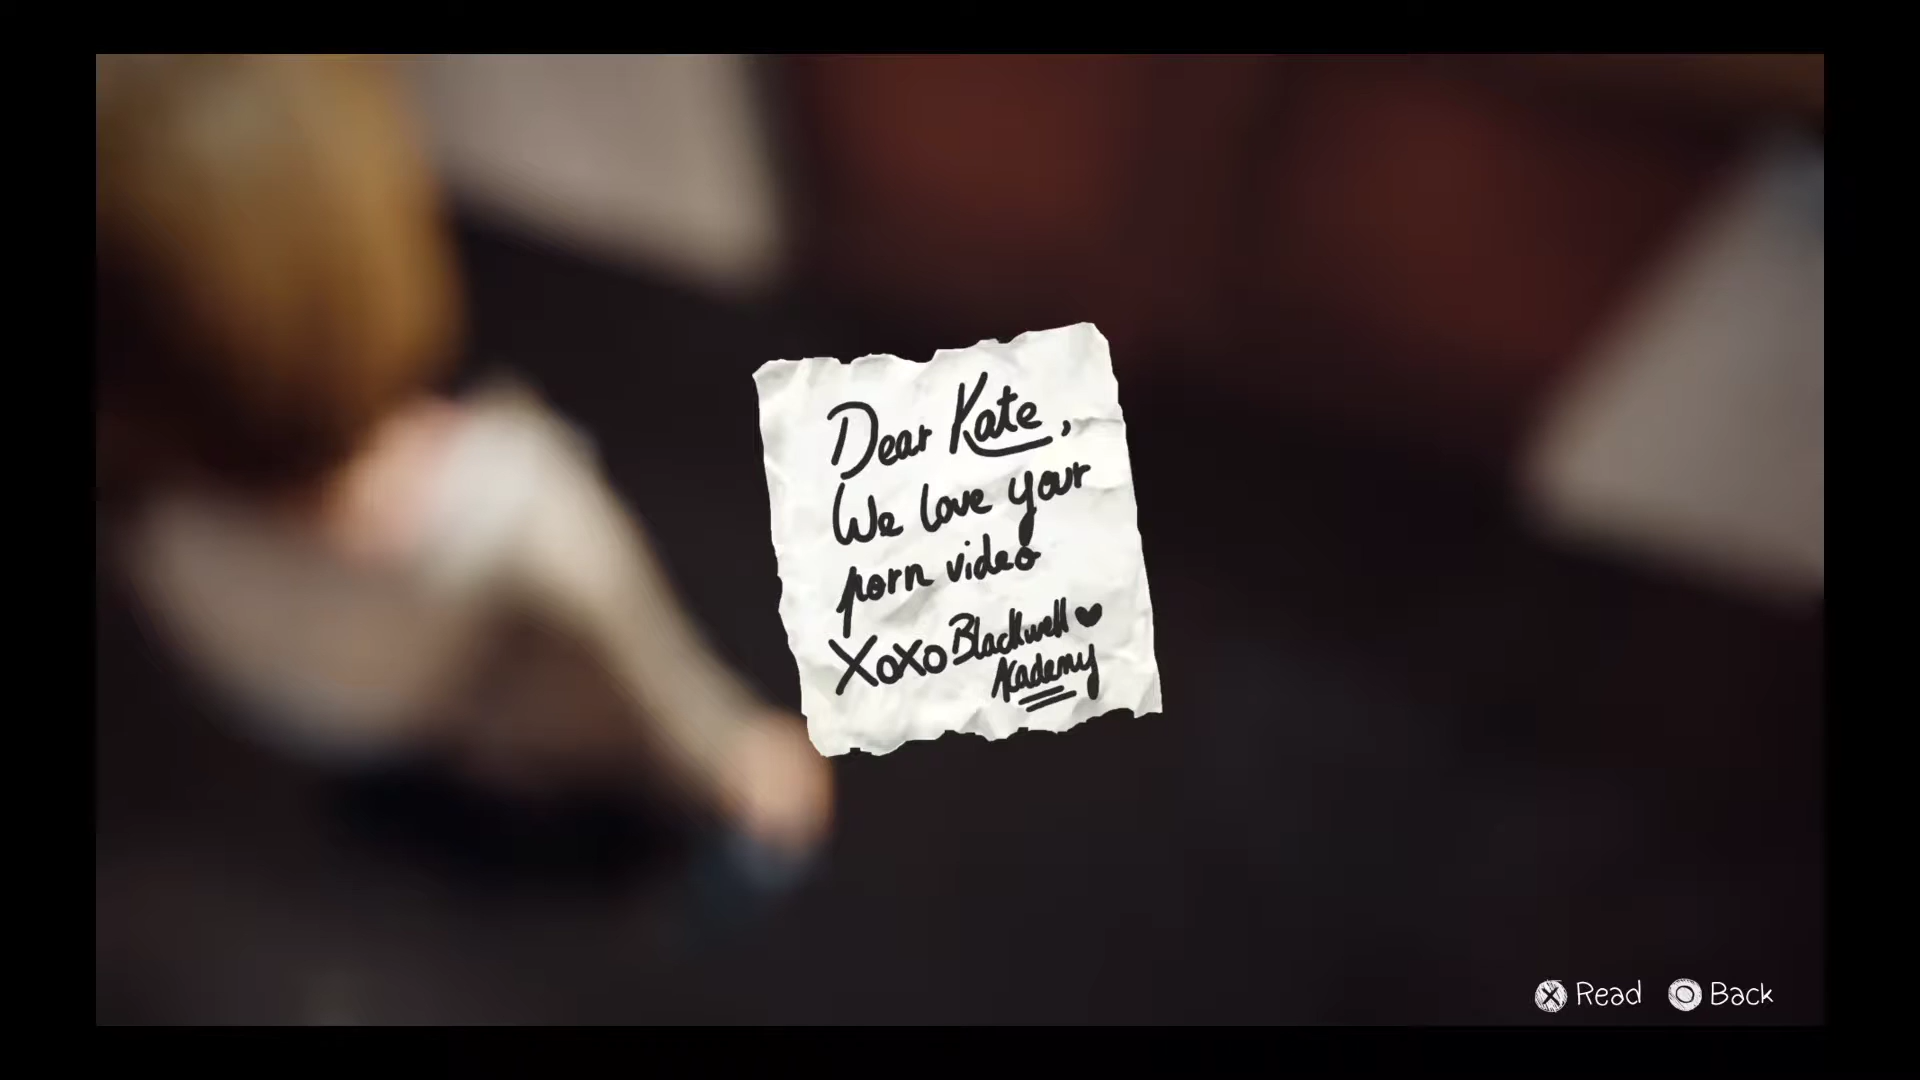 Dear Kate,
We love your
porn video
XoXo Blackwell ♥
Academy
Read Back